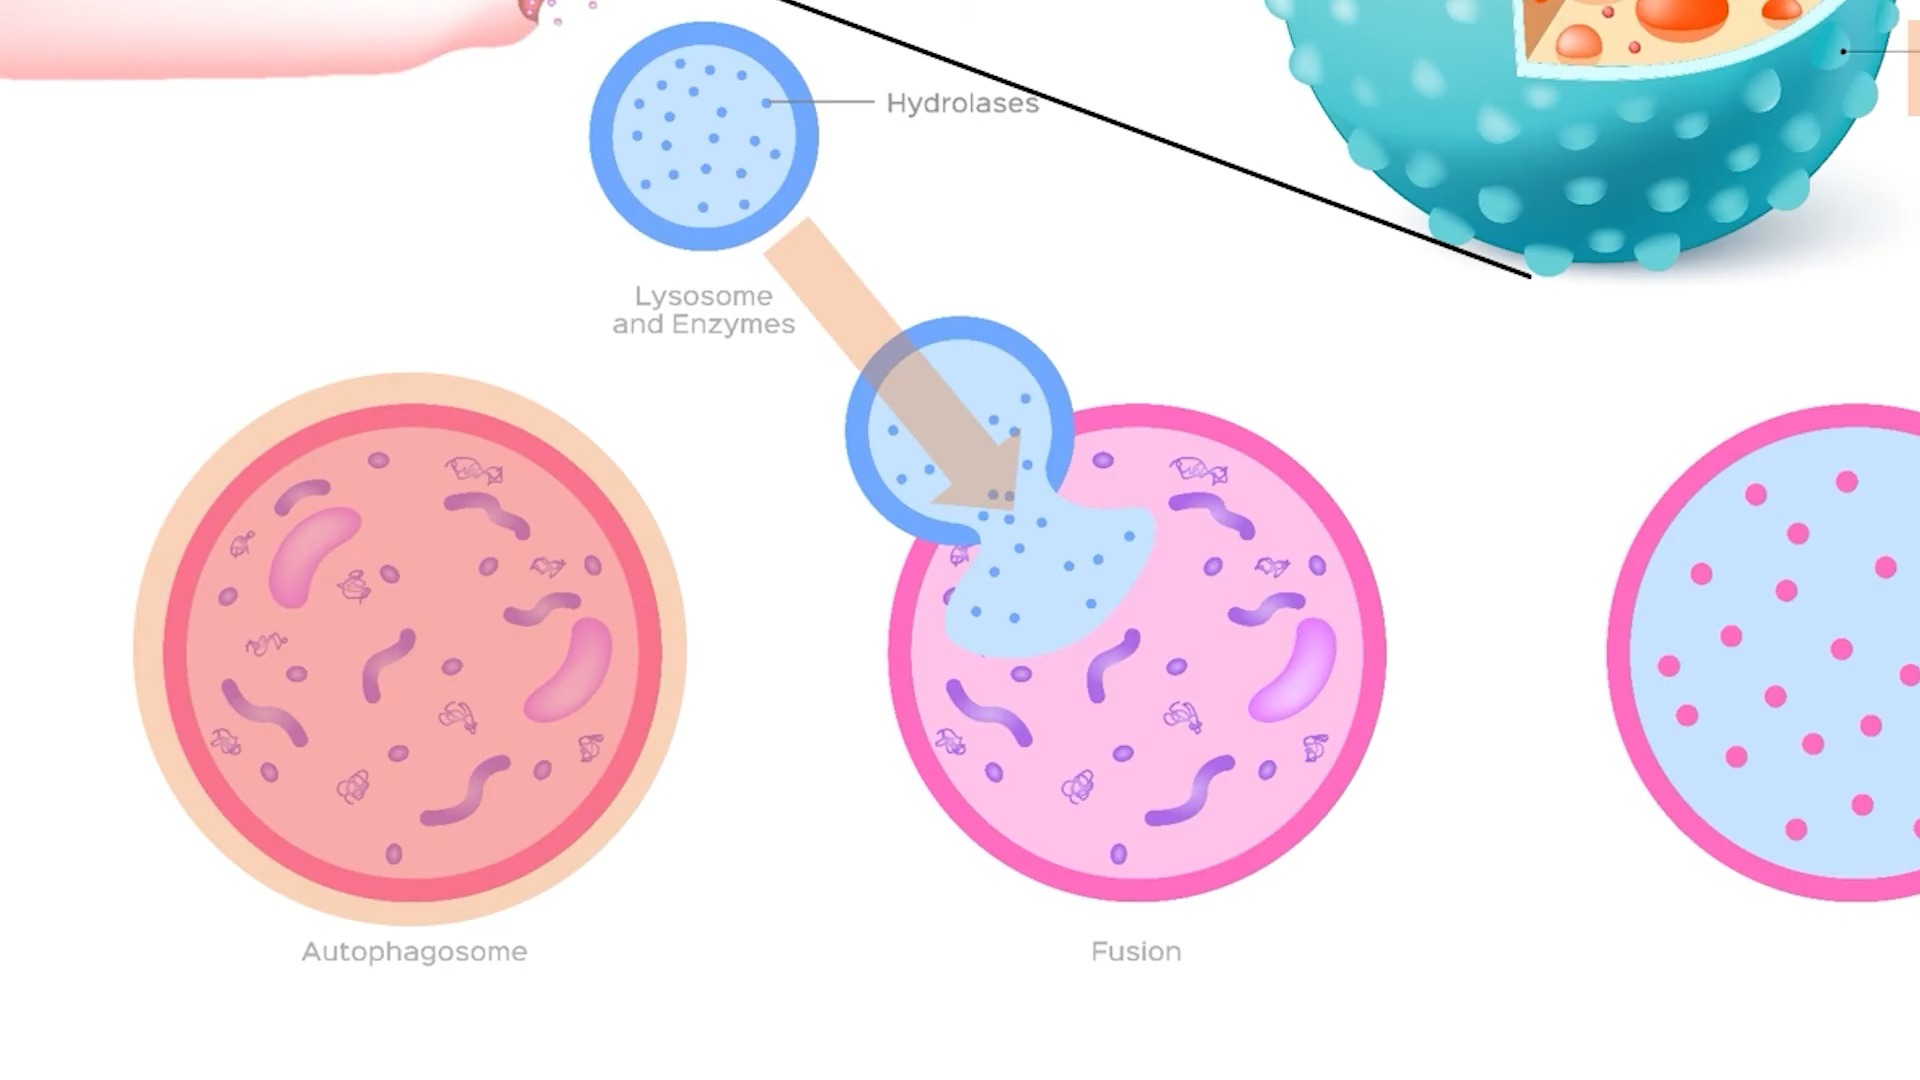 Hydrolases
Lysosome
and Enzymes
Autophagosome
Fusion